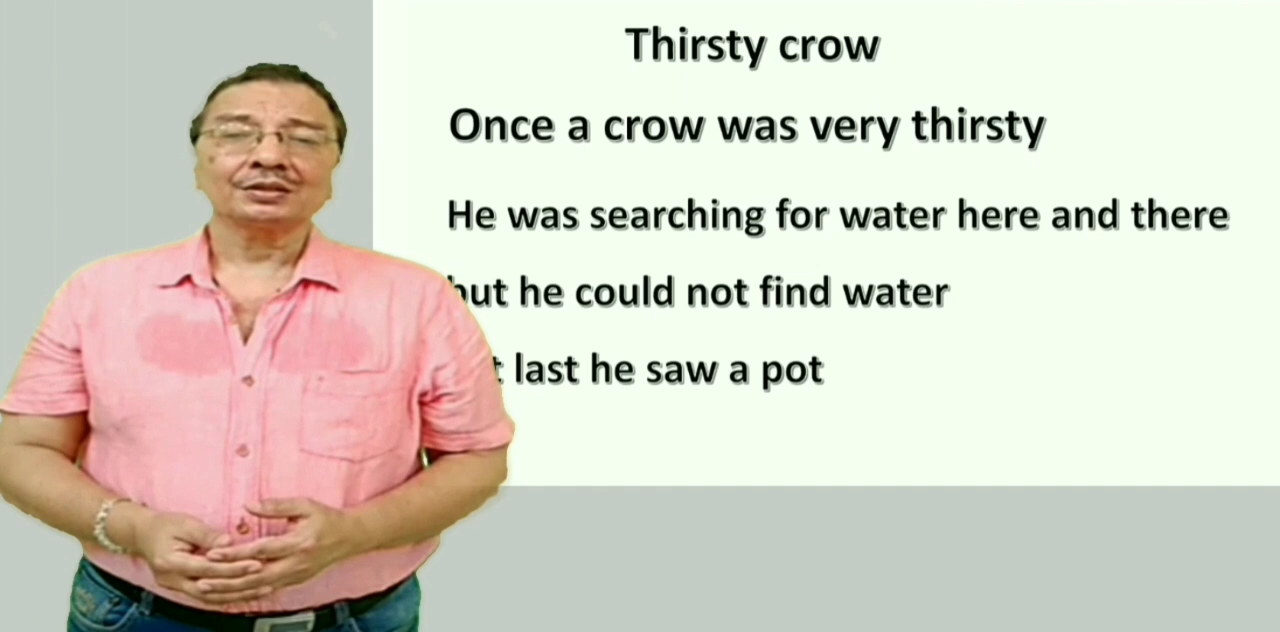 Thirsty crow
Once a crow was very thirsty
He was searching for water here and there
but he could not find water
last he saw a pot